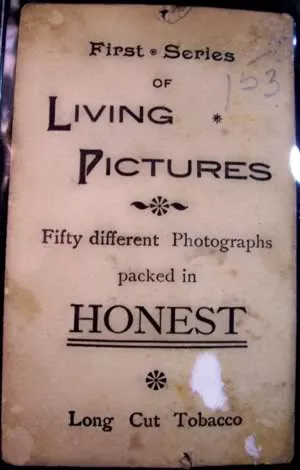 First * Series
OF
153
LIVING *
PICTURES
Fifty different Photographs
packed in
HONEST
Long Cut Tobacco